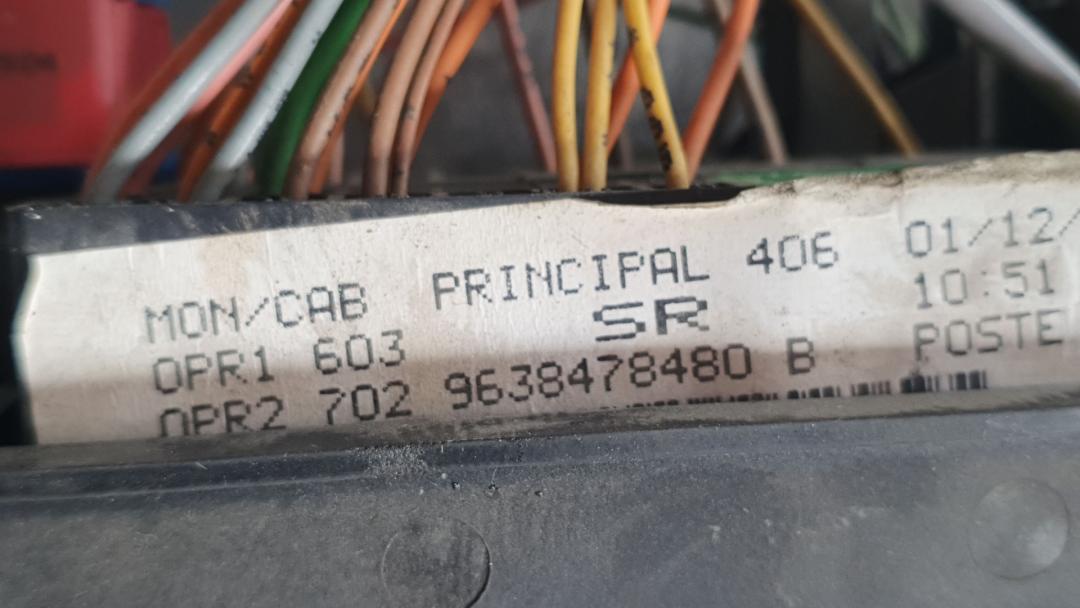 MON/CAB PRINCIPAL 406 01/12/
OPR1 603 SR 10:51
OPR2 702 9638478480 B POSTE